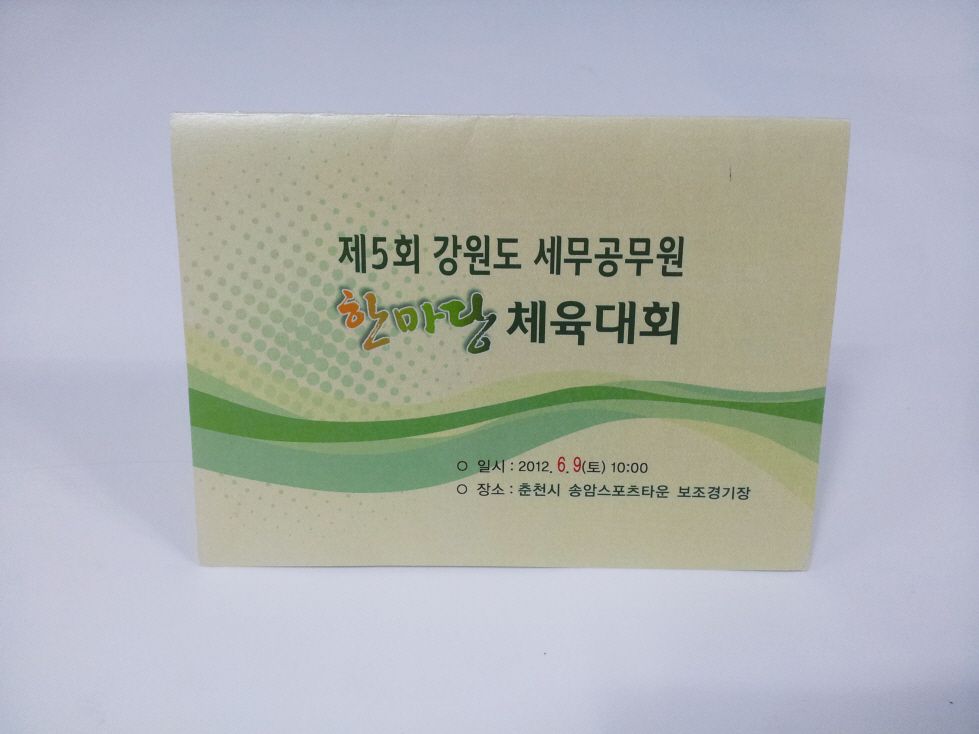 제5회 강원도 세무공무원
한마당 체육대회
○ 일시 : 2012. 6. 9(토) 10:00
○ 장소 : 춘천시 송암스포츠타운 보조경기장